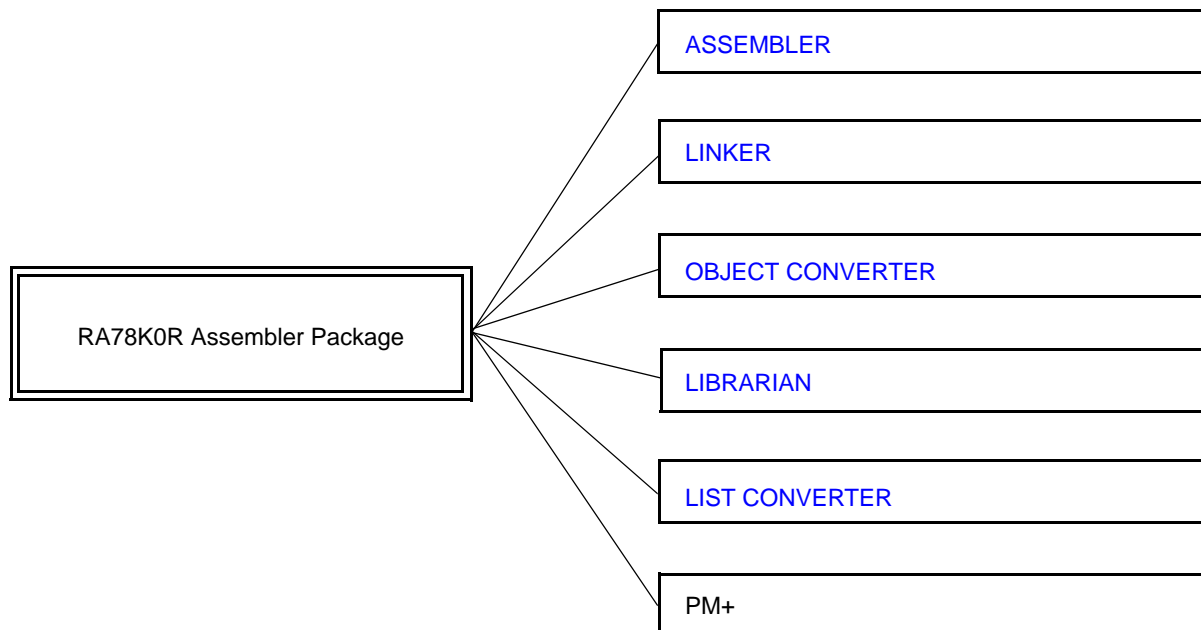 ASSEMBLER
LINKER
OBJECT CONVERTER
RA78K0R Assembler Package
LIBRARIAN
LIST CONVERTER
PM+